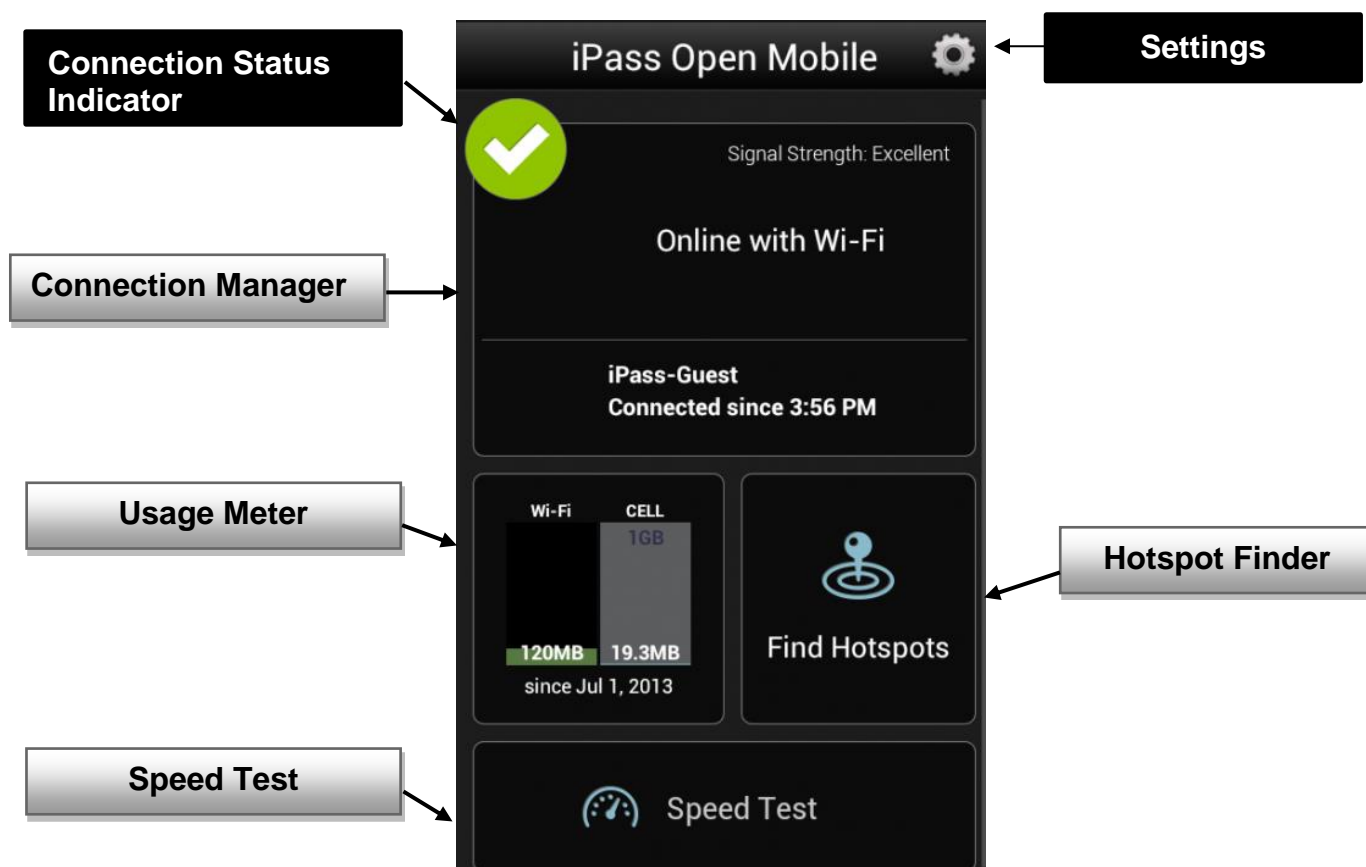 Connection Status
Indicator
iPass Open Mobile
Settings
Signal Strength: Excellent
Online with Wi-Fi
Connection Manager
iPass-Guest
Connected since 3:56 PM
Usage Meter
Wi-Fi CELL
1GB
120MB 19.3MB
since Jul 1, 2013
Find Hotspots
Hotspot Finder
Speed Test
Speed Test